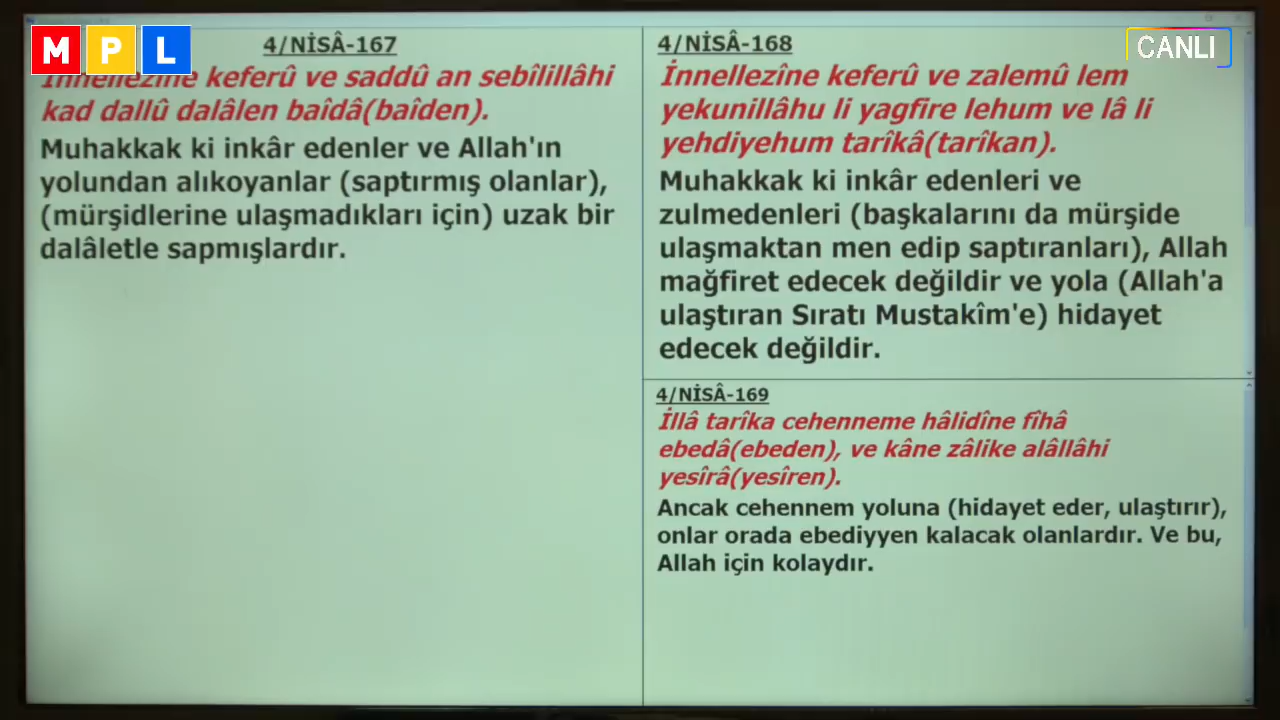 MPL
CANLI
4/NİSÂ-167
İnnellezîne keferû ve saddû an sebîlillâhi
kad dallû dalâlen baîdâ(baîden).
Muhakkak ki inkâr edenler ve Allah'ın
yolundan alıkoyanlar (saptırmış olanlar),
(mürşidlerine ulaşmadıkları için) uzak bir
dalâletle sapmışlardır.
4/NİSÂ-168
İnnellezîne keferû ve zalemû lem
yekunillâhu li yagfire lehum ve lâ li
yehdiyehum tarîkâ(tarîkan).
Muhakkak ki inkâr edenleri ve
zulmedenleri (başkalarını da mürşide
ulaşmaktan men edip saptıranları), Allah
mağfiret edecek değildir ve yola (Allah'a
ulaştıran Sıratı Mustakîm'e) hidayet
edecek değildir.
4/NİSÂ-169
İllâ tarîka cehenneme hâlidîne fîhâ
ebedâ(ebeden), ve kâne zâlike alâllâhi
yesîrâ(yesîren).
Ancak cehennem yoluna (hidayet eder, ulaştırır),
onlar orada ebediyyen kalacak olanlardır. Ve bu,
Allah için kolaydır.